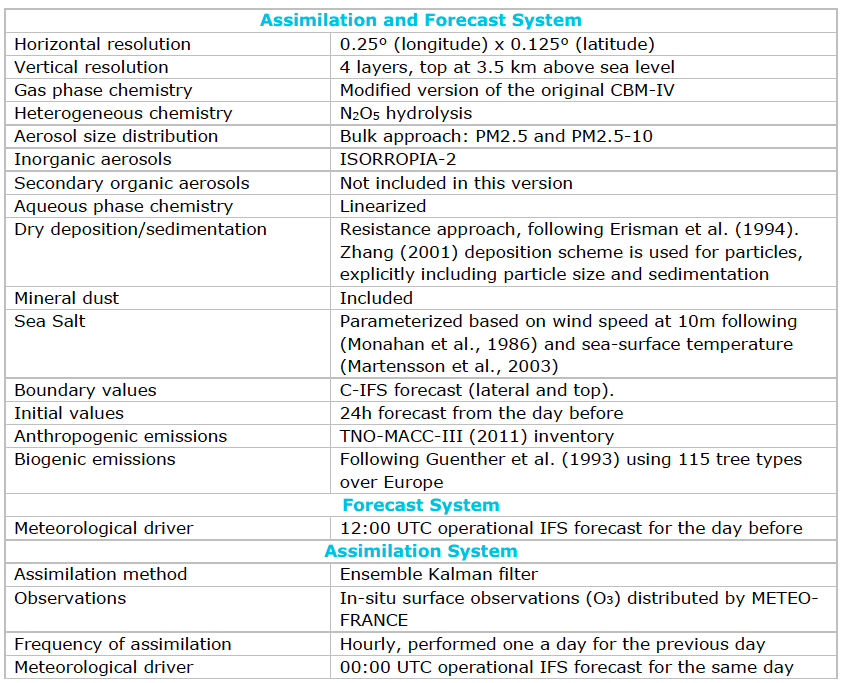 Assimilation and Forecast System
Horizontal resolution 0.25º (longitude) x 0.125º (latitude)
Vertical resolution 4 layers, top at 3.5 km above sea level
Gas phase chemistry Modified version of the original CBM-IV
Heterogeneous chemistry N2O5 hydrolysis
Aerosol size distribution Bulk approach: PM2.5 and PM2.5-10
Inorganic aerosols ISORROPIA-2
Secondary organic aerosols Not included in this version
Aqueous phase chemistry Linearized
Dry deposition/sedimentation Resistance approach, following Erisman et al. (1994).
Zhang (2001) deposition scheme is used for particles,
explicitly including particle size and sedimentation
Mineral dust Included
Sea Salt Parameterized based on wind speed at 10m following
(Monahan et al., 1986) and sea-surface temperature
(Martensson et al., 2003)
Boundary values C-IFS forecast (lateral and top).
Initial values 24h forecast from the day before
Anthropogenic emissions TNO-MACC-III (2011) inventory
Biogenic emissions Following Guenther et al. (1993) using 115 tree types
over Europe
Forecast System
Meteorological driver 12:00 UTC operational IFS forecast for the day before
Assimilation System
Assimilation method Ensemble Kalman filter
Observations In-situ surface observations (O3) distributed by METEO-
FRANCE
Frequency of assimilation Hourly, performed one a day for the previous day
Meteorological driver 00:00 UTC operational IFS forecast for the same day